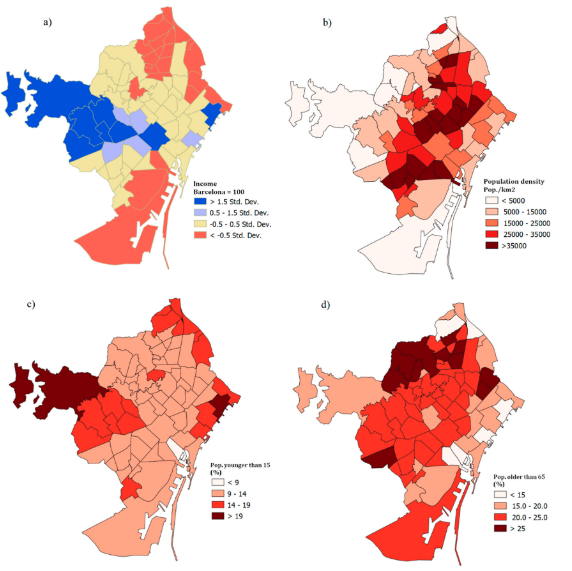 a)
Income
Barcelona = 100
> 1.5 Std. Dev.
0.5 - 1.5 Std. Dev.
-0.5 - 0.5 Std. Dev.
< -0.5 Std. Dev.
b)
Population density
Pop./km2
< 5000
5000 - 15000
15000 - 25000
25000 - 35000
>35000
c)
Pop. younger than 15
(%)
< 9
9 - 14
14 - 19
> 19
d)
Pop. older than 65
(%)
< 15
15.0 - 20.0
20.0 - 25.0
> 25